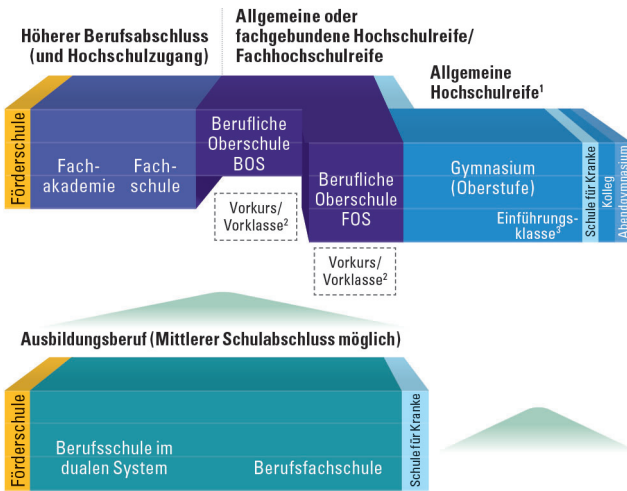 Höherer Berufsabschluss
(und Hochschulzugang)
Allgemeine oder
fachgebundene Hochschulreife/
Fachhochschulreife
Allgemeine
Hochschulreife¹
Förderschule
Fach-
akademie
Fach-
schule
Berufliche
Oberschule
BOS
Vorkurs/
Vorklasse²
Berufliche
Oberschule
FOS
Vorkurs/
Vorklasse²
Gymnasium
(Oberstufe)
Einführungs-
klasse³
Schule für Kranke
Kolleg
Abendgymnasium
Ausbildungsberuf (Mittlerer Schulabschluss möglich)
Förderschule
Berufsschule im
dualen System
Berufsfachschule
Schule für Kranke